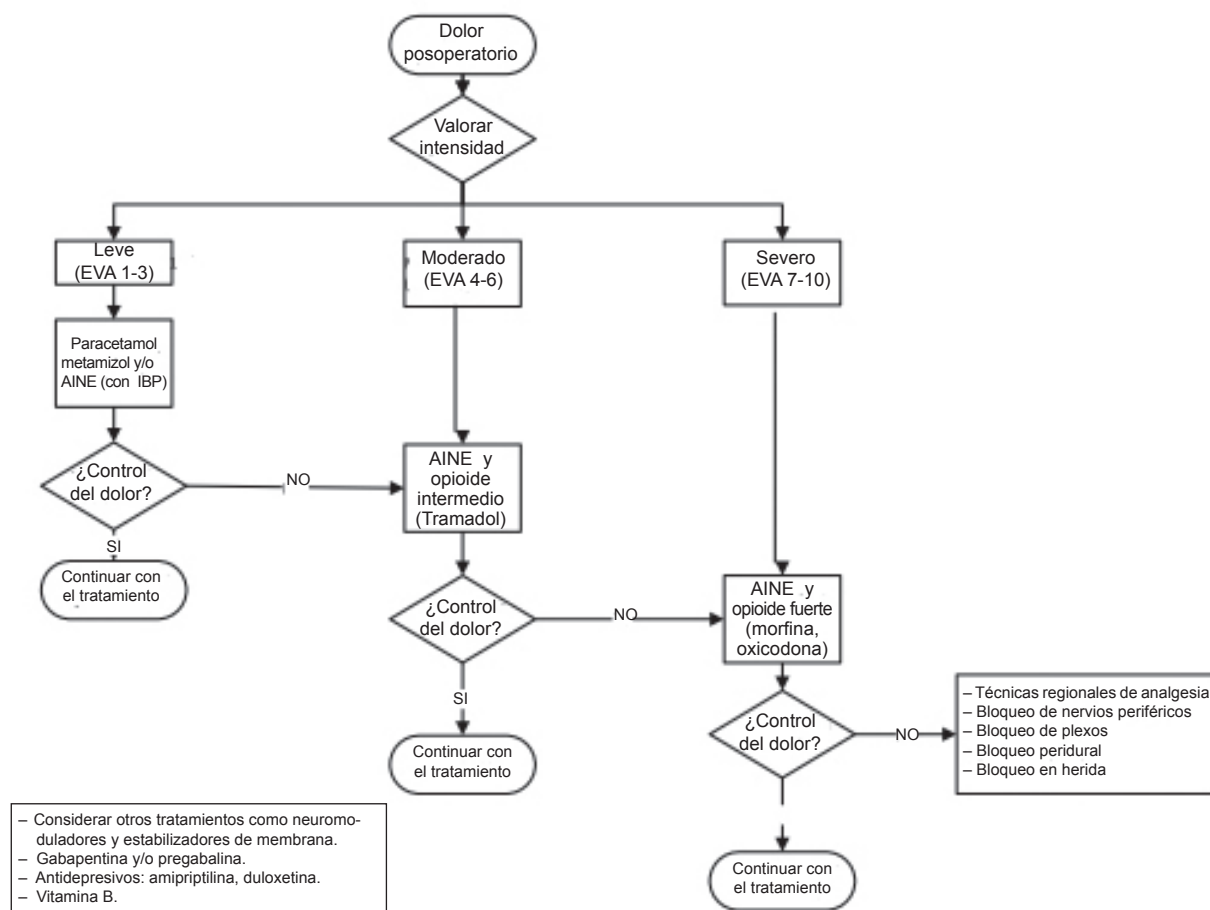 Dolor
posoperatorio
Valorar
intensidad
Leve
(EVA 1-3)
Moderado
(EVA 4-6)
Severo
(EVA 7-10)
Paracetamol
metamizol y/o
AINE (con IBP)
¿Control
del dolor?
NO
SI
Continuar con
el tratamiento
AINE y
opioide
intermedio
(Tramadol)
¿Control
del dolor?
NO
SI
Continuar con
el tratamiento
AINE y
opioide fuerte
(morfina,
oxicodona)
¿Control
del dolor?
NO
– Técnicas regionales de analgesia
– Bloqueo de nervios periféricos
– Bloqueo de plexos
– Bloqueo peridural
– Bloqueo en herida
Continuar con
el tratamiento
– Considerar otros tratamientos como neuromo-
duladores y estabilizadores de membrana.
– Gabapentina y/o pregabalina.
– Antidepresivos: amipriptilina, duloxetina.
– Vitamina B.